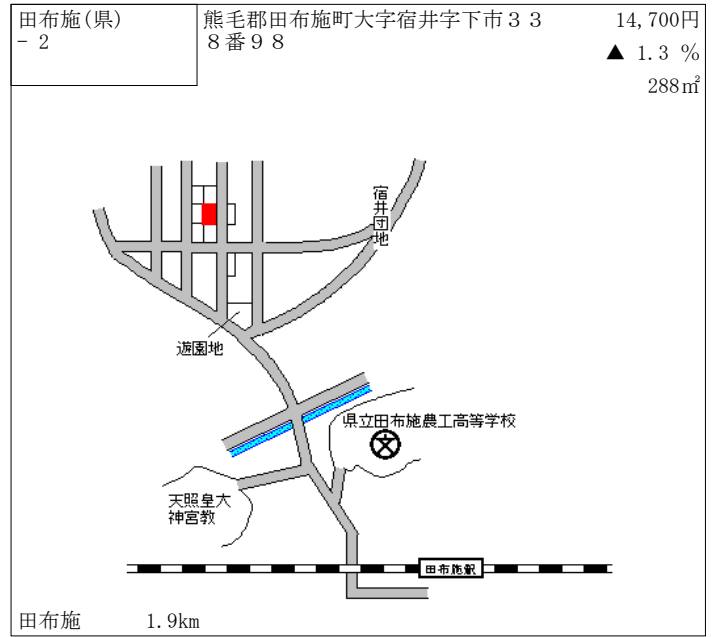 田布施(県)
- 2
熊毛郡田布施町大字宿井字下市３３
８番９８
14,700円
▲ 1.3 %
288㎡
宿井団地
遊園地
県立田布施農工高等学校
天照皇大
神宮教
田布施駅
田布施 1.9km